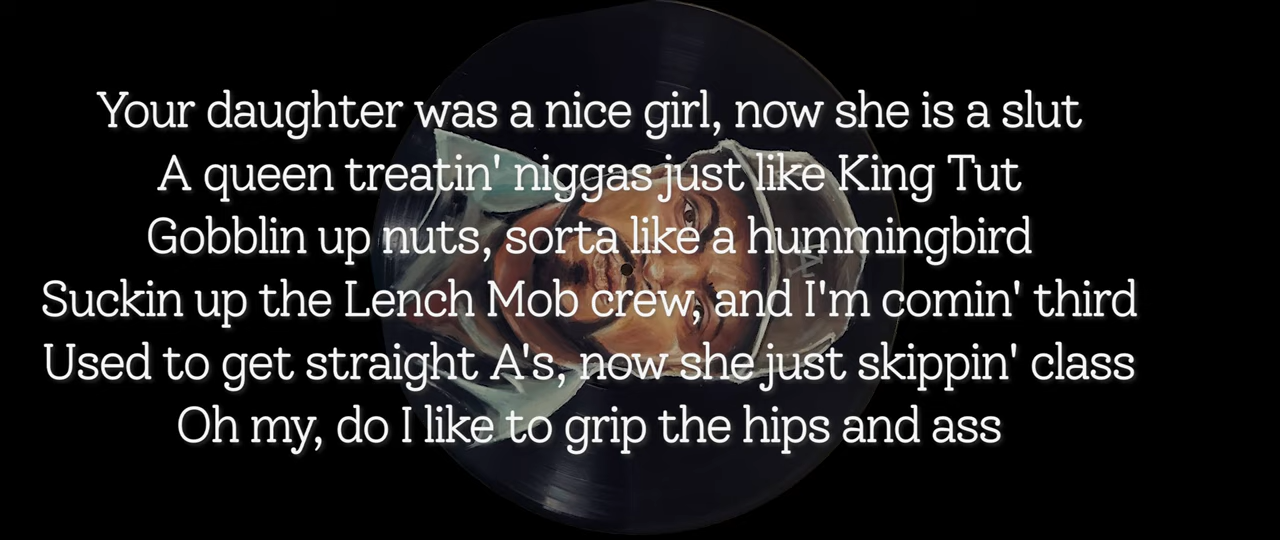 Your daughter was a nice girl, now she is a slut
A queen treatin' niggas just like King Tut
Gobblin up nuts, sorta like a hummingbird
Suckin up the Lench Mob crew, and I'm comin' third
Used to get straight A's, now she just skippin' class
Oh my, do I like to grip the hips and ass